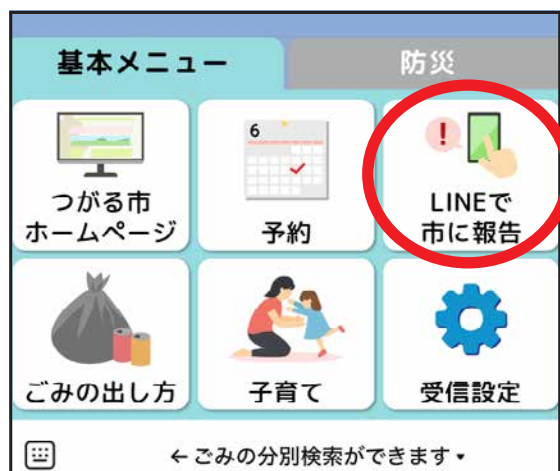 基本メニュー
防災
つがる市
ホームページ
6
予約
!
LINEで
市に報告
ごみの出し方
子育て
受信設定
←ごみの分別検索ができます▾